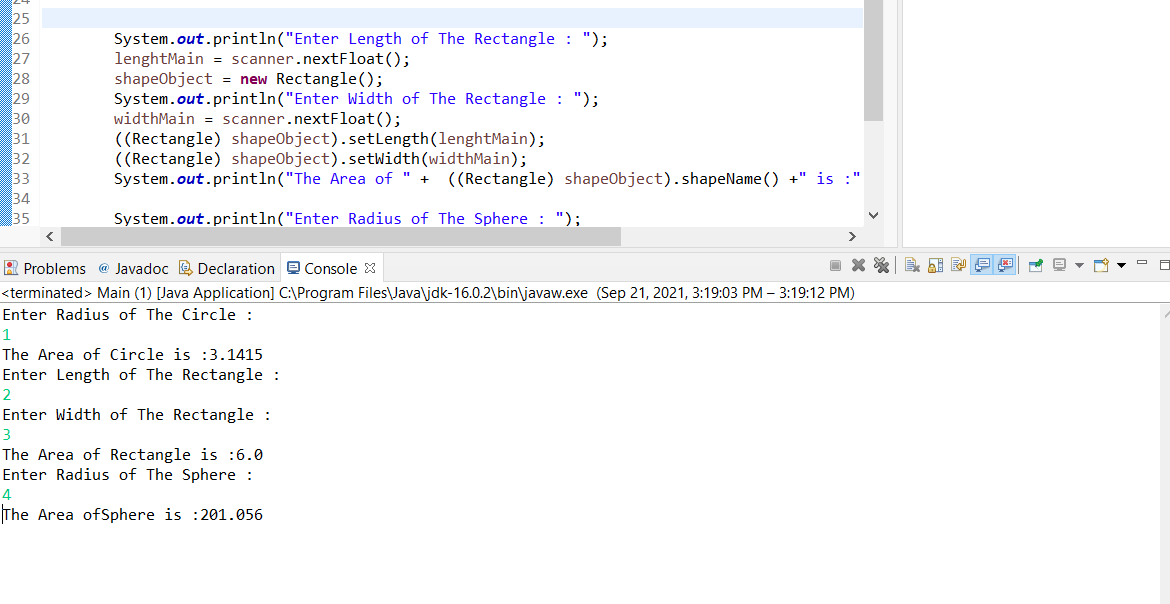 24
25
26 System.out.println("Enter Length of The Rectangle : ");
27 lenghtMain = scanner.nextFloat();
28 shapeObject = new Rectangle();
29 System.out.println("Enter Width of The Rectangle : ");
30 widthMain = scanner.nextFloat();
31 ((Rectangle) shapeObject).setLength(lenghtMain);
32 ((Rectangle) shapeObject).setWidth(widthMain);
33 System.out.println("The Area of " +  ((Rectangle) shapeObject).shapeName() +" is :"
34
35 System.out.println("Enter Radius of The Sphere : ");
Problems @ Javadoc Declaration Console
<terminated> Main (1) [Java Application] C:\Program Files\Java\jdk-16.0.2\bin\javaw.exe (Sep 21, 2021, 3:19:03 PM – 3:19:12 PM)
Enter Radius of The Circle :
1
The Area of Circle is :3.1415
Enter Length of The Rectangle :
2
Enter Width of The Rectangle :
3
The Area of Rectangle is :6.0
Enter Radius of The Sphere :
4
The Area ofSphere is :201.056